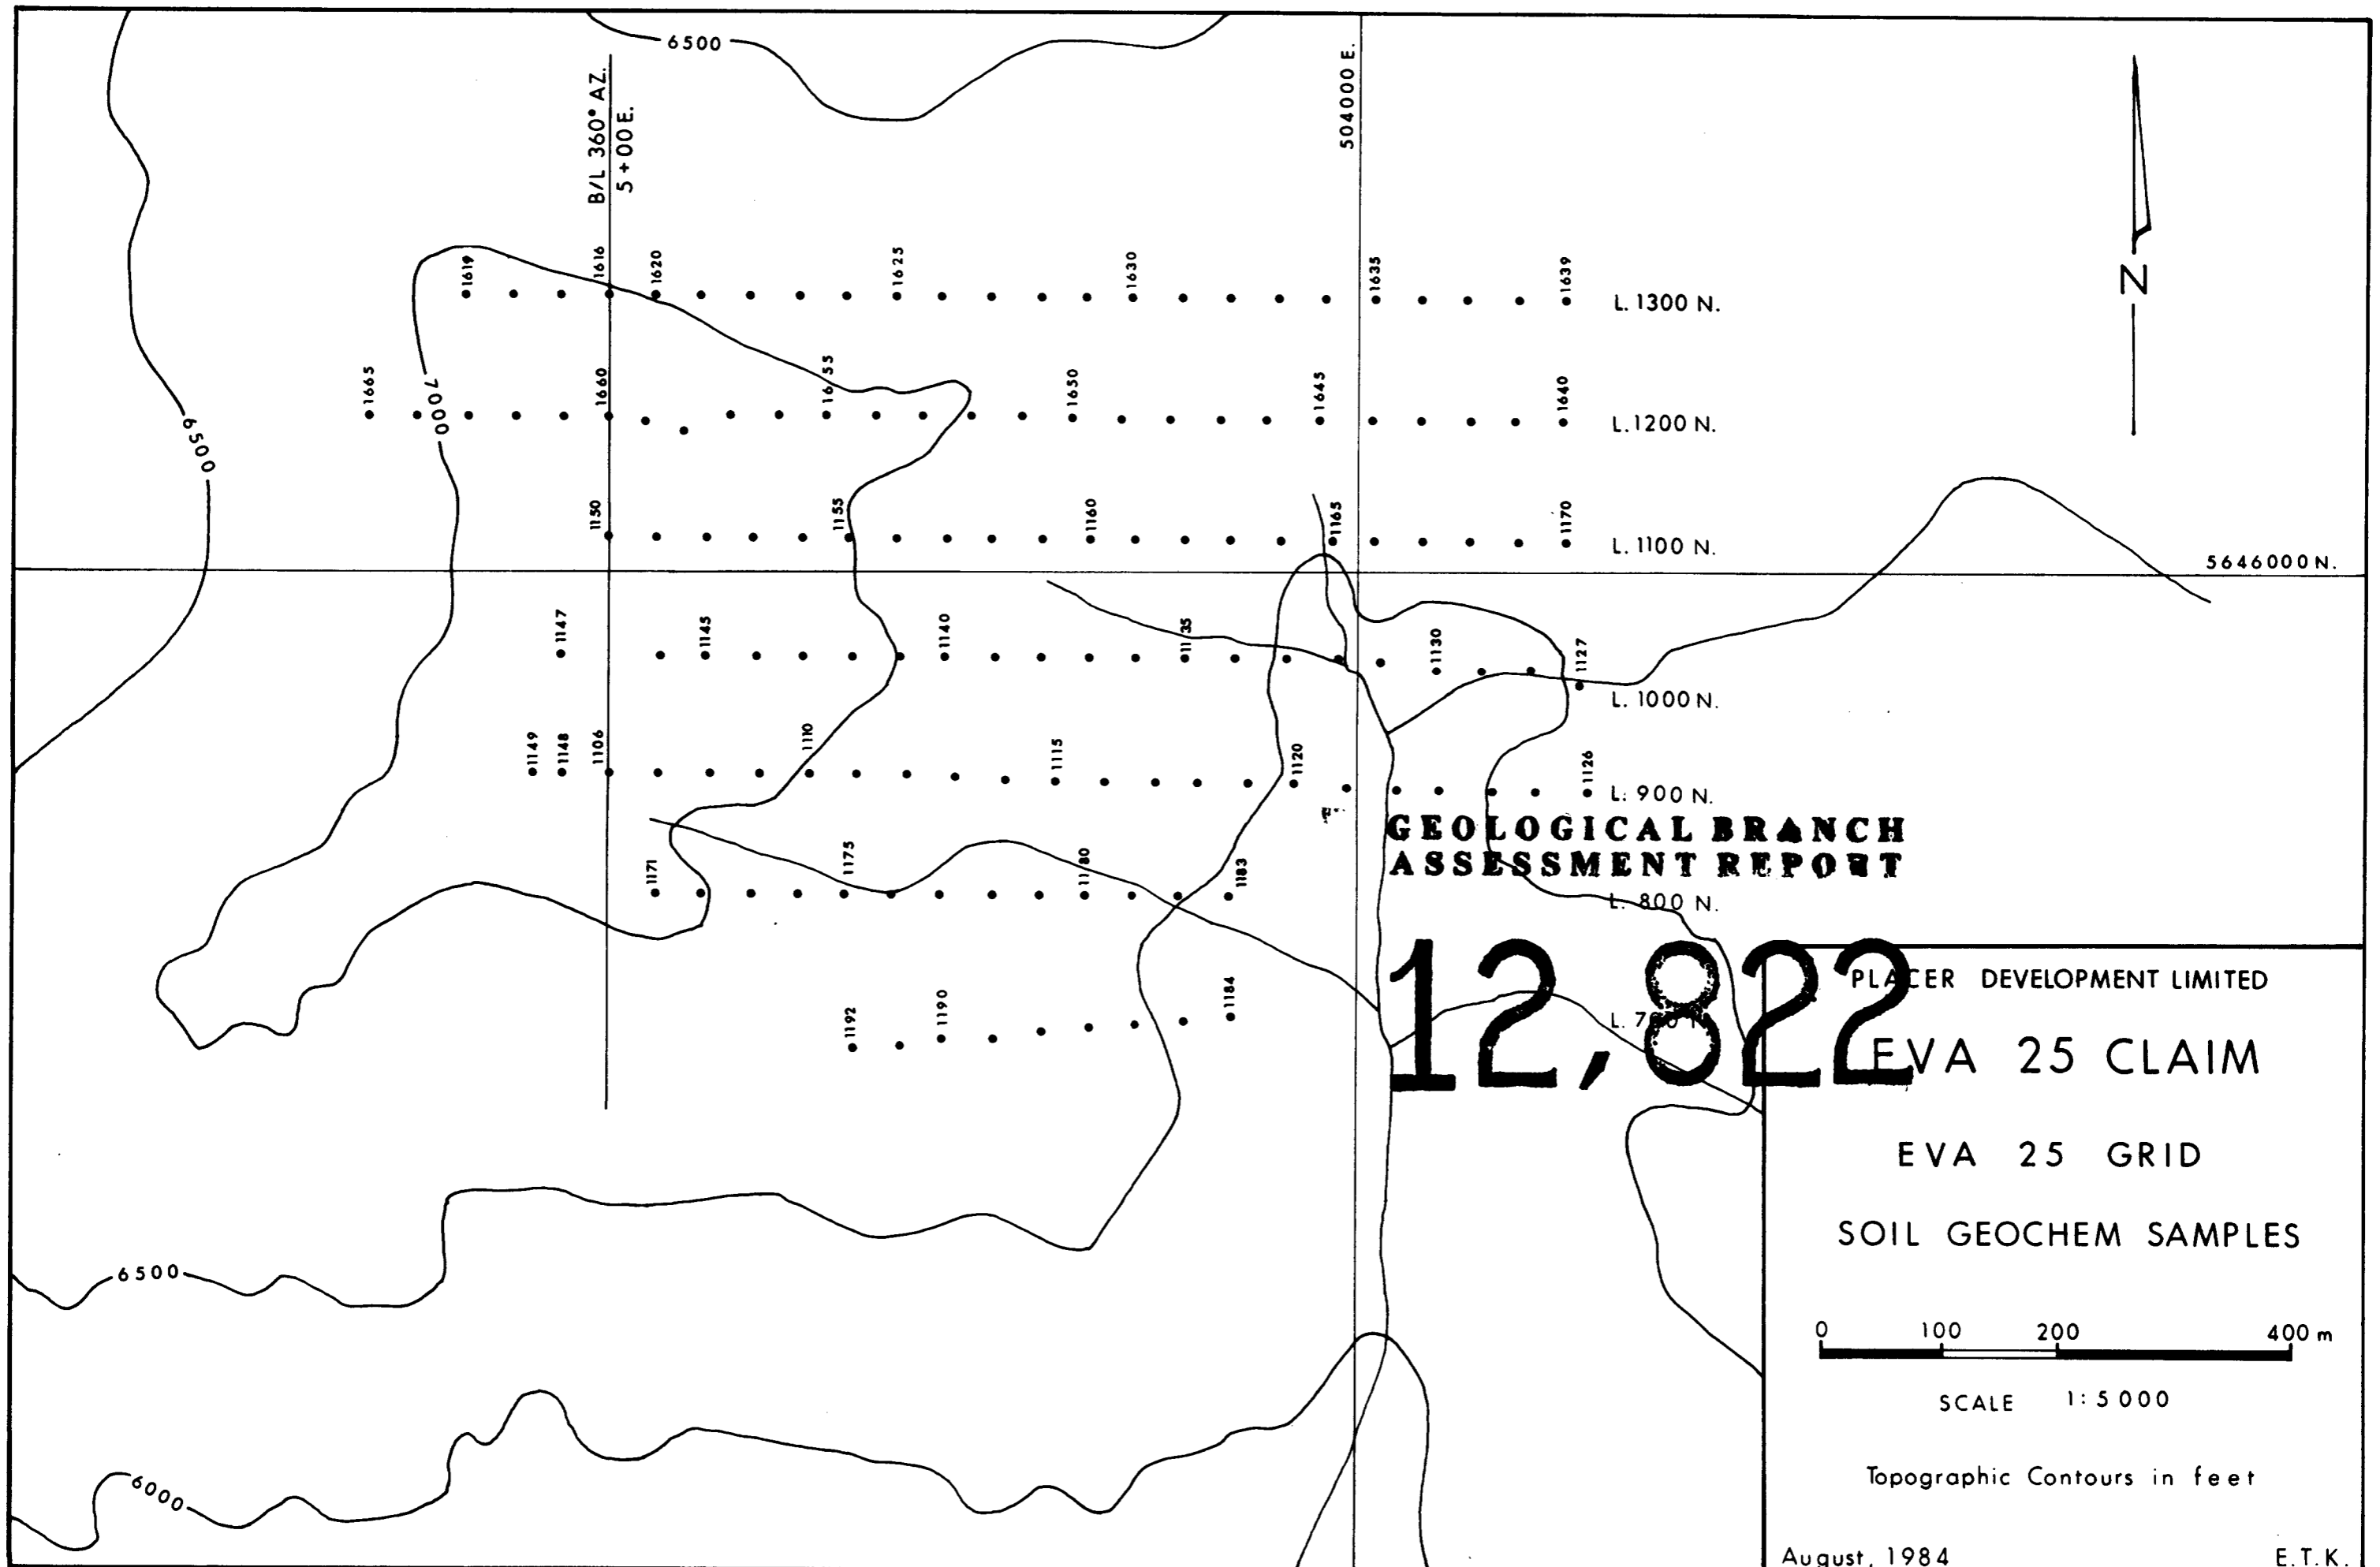 6500
504000 E.
B/L 360° AZ.
5+00 E.
1619
1616
1620
1625
1630
1635
1639
L. 1300 N.
N
1665
7000
1660
1655
1650
1645
1640
L. 1200 N.
6500
1150
1155
1160
1165
1170
L. 1100 N.
5646000 N.
1147
1145
1140
1135
1130
1127
L. 1000 N.
1149
1148
1106
1110
1115
1120
1126
L. 900 N.
GEOLOGICAL BRANCH
ASSESSMENT REPORT
1171
1175
1180
1183
L. 800 N.
12,822
1192
1190
1184
L. 700 N.
PLACER DEVELOPMENT LIMITED
EVA 25 CLAIM
EVA 25 GRID
SOIL GEOCHEM SAMPLES
6500
0 100 200 400 m
SCALE 1:5000
6000
Topographic Contours in feet
August, 1984 E.T.K.